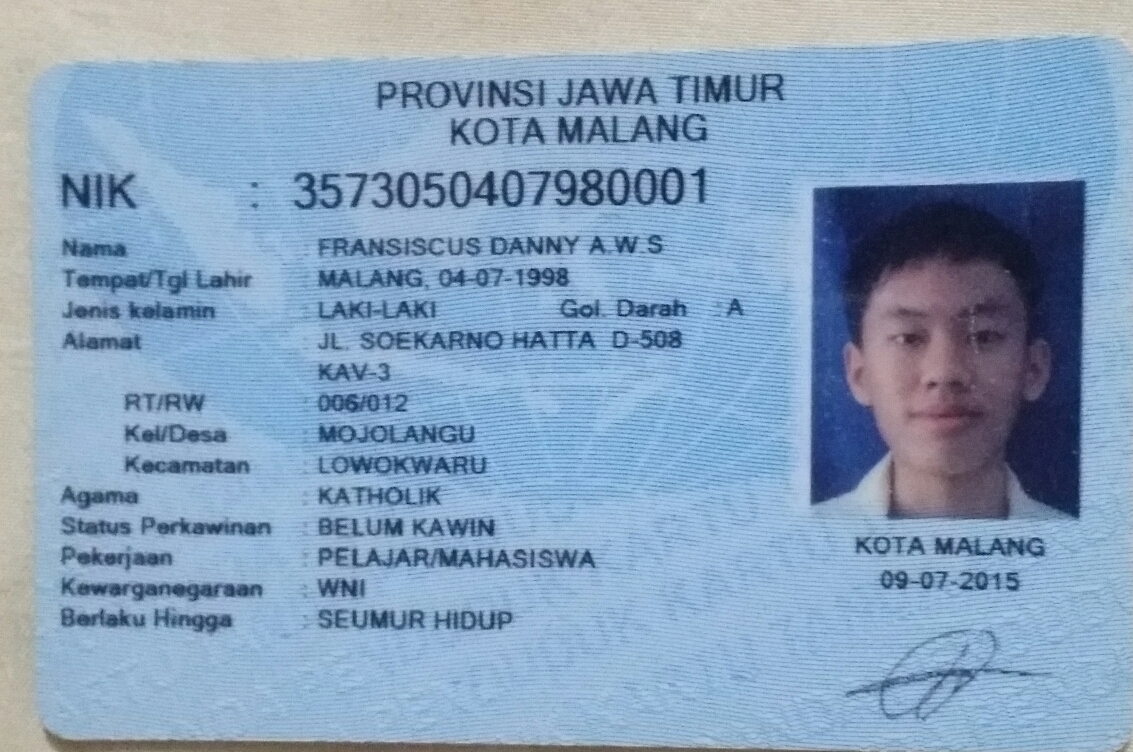 PROVINSI JAWA TIMUR
KOTA MALANG
NIK : 3573050407980001
Nama : FRANSISCUS DANNY A.W.S
Tempat/Tgl Lahir : MALANG, 04-07-1998
Jenis kelamin : LAKI-LAKI Gol. Darah : A
Alamat : JL. SOEKARNO HATTA D-508
KAV-3
RT/RW : 006/012
Kel/Desa : MOJOLANGU
Kecamatan : LOWOKWARU
Agama : KATHOLIK
Status Perkawinan : BELUM KAWIN
Pekerjaan : PELAJAR/MAHASISWA
Kewarganegaraan : WNI
Berlaku Hingga : SEUMUR HIDUP
KOTA MALANG
09-07-2015